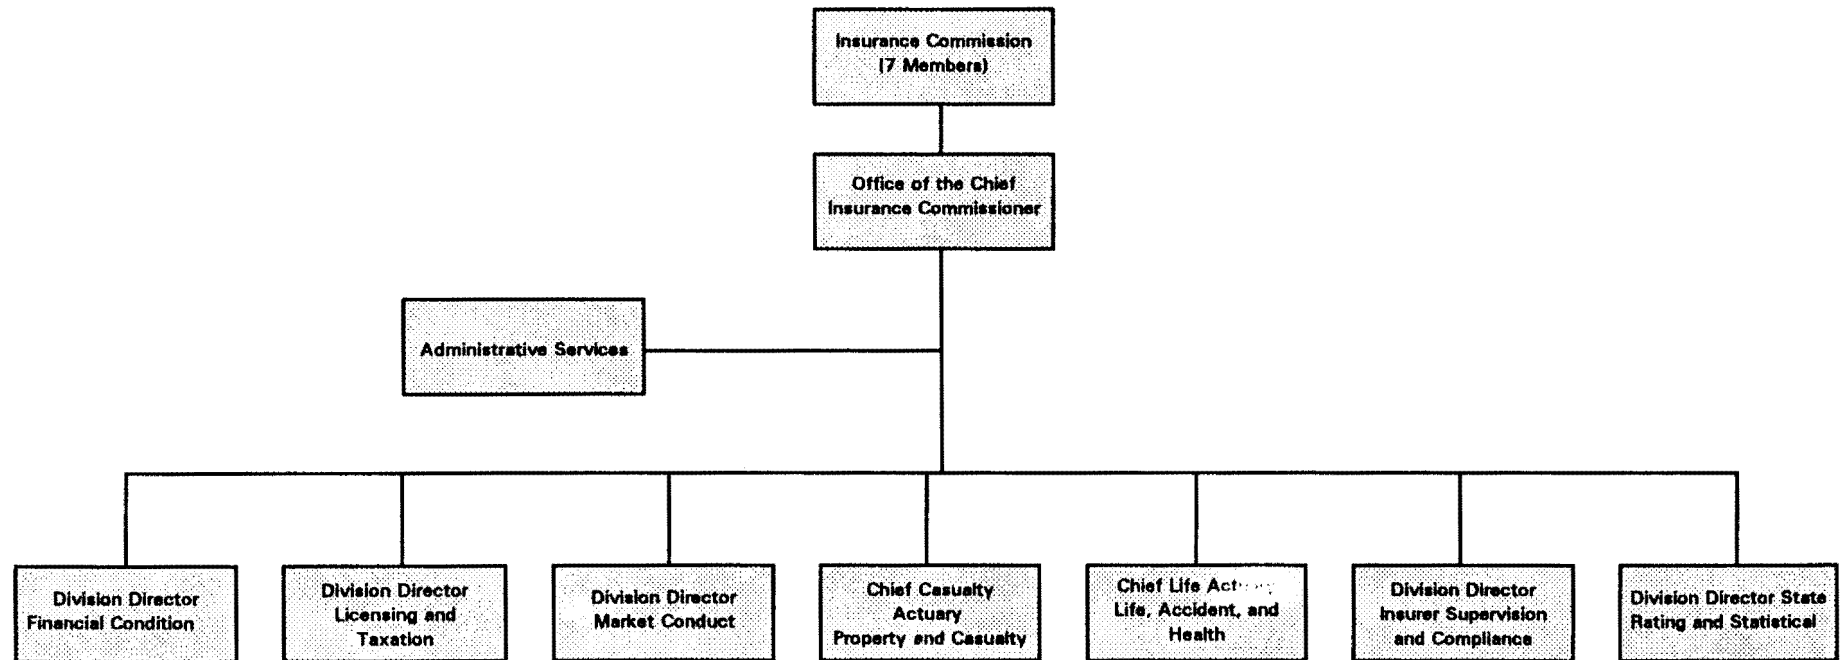 Insurance Commission
(7 Members)
Office of the Chief
Insurance Commissioner
Administrative Services
Division Director
Financial Condition
Division Director
Licensing and
Taxation
Division Director
Market Conduct
Chief Casualty
Actuary
Property and Casualty
Chief Life
Life, Accident, and
Health
Division Director
Insurer Supervision
and Compliance
Division Director State
Rating and Statistical